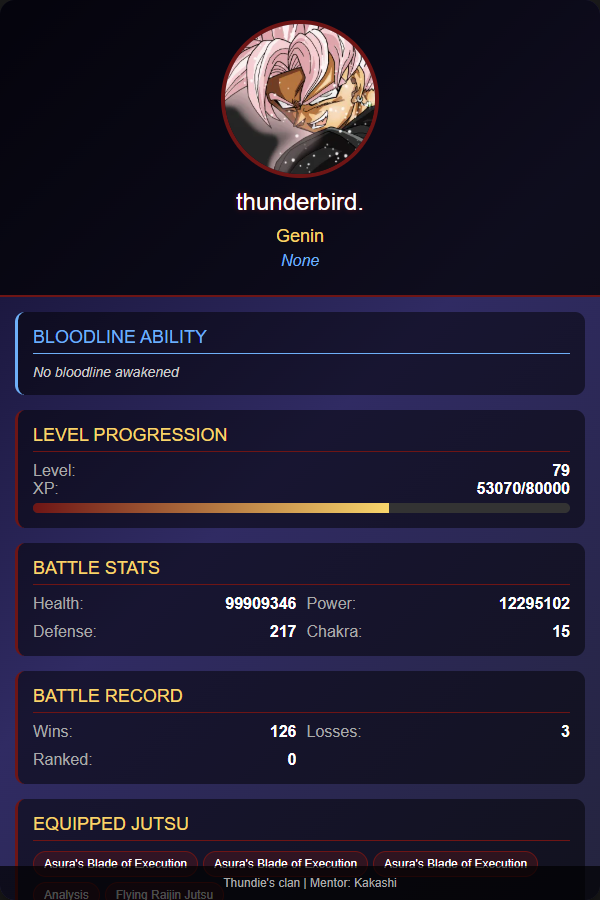 thunderbird.
Genin
None
BLOODLINE ABILITY
No bloodline awakened
LEVEL PROGRESSION
Level: 79
XP: 53070/80000
BATTLE STATS
Health: 99909346 Power: 12295102
Defense: 217 Chakra: 15
BATTLE RECORD
Wins: 126 Losses: 3
Ranked: 0
EQUIPPED JUTSU
Asura's Blade of Execution Asura's Blade of Execution Asura's Blade of Execution
Thundie's clan | Mentor: Kakashi
Analysis Flying Raijin Jutsu